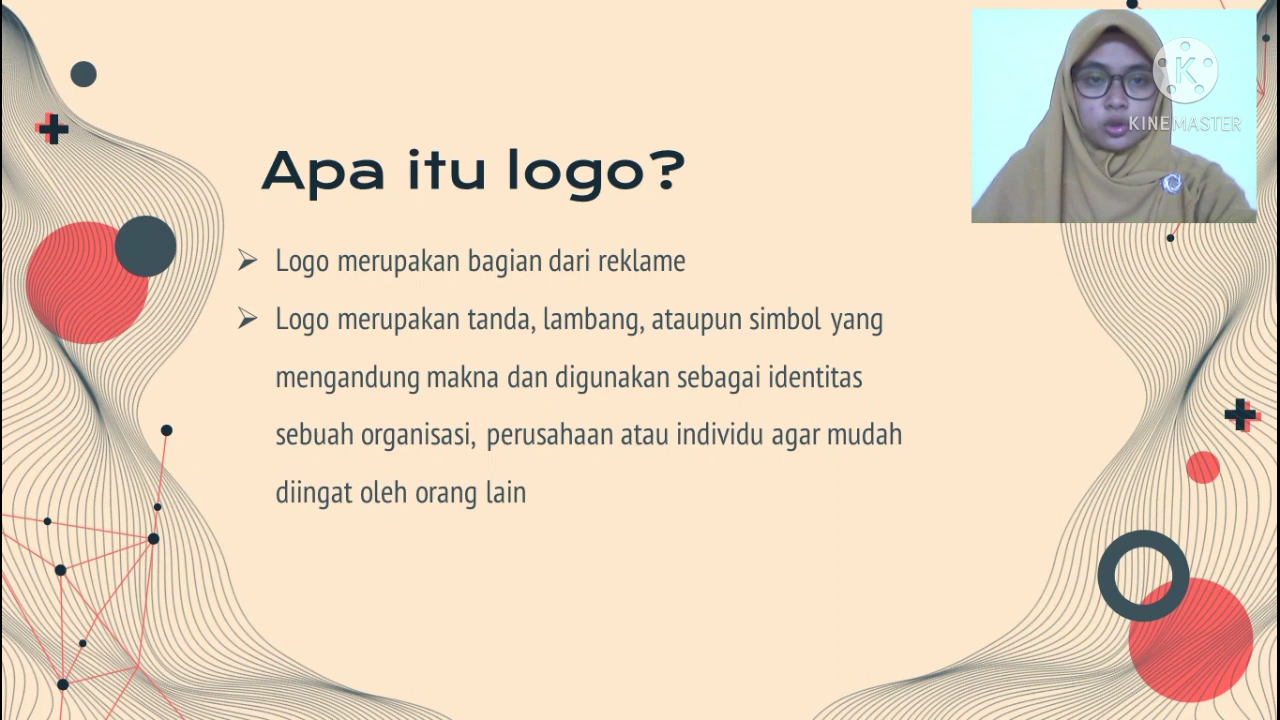 Apa itu logo?
Logo merupakan bagian dari reklame
Logo merupakan tanda, lambang, ataupun simbol yang
mengandung makna dan digunakan sebagai identitas
sebuah organisasi, perusahaan atau individu agar mudah
diingat oleh orang lain
K
KINEMASTER